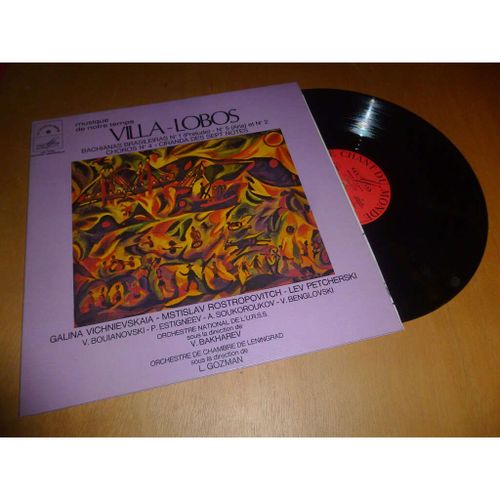 musique
de notre temps
VILLA-LOBOS
BACHIANAS BRASILEIRAS N° 1 (Prélude) - N° 5 (Aria) et N° 2
CHOROS N° 4 - CIRANDA DES SEPT NOTES
GALINA VICHNIEVSKAIA - MSTISLAV ROSTROPOVITCH - LEV PETCHERSKI
V. BOUIANOVSKI - P. ESTIGNEEV - A. SOUKOROUKOV - V. BENGLOVSKI
ORCHESTRE NATIONAL DE L'U.R.S.S.
sous la direction de
V. BAKHAREV
ORCHESTRE DE CHAMBRE DE LENINGRAD
sous la direction de
L. GOZMAN
CHANT DU MONDE